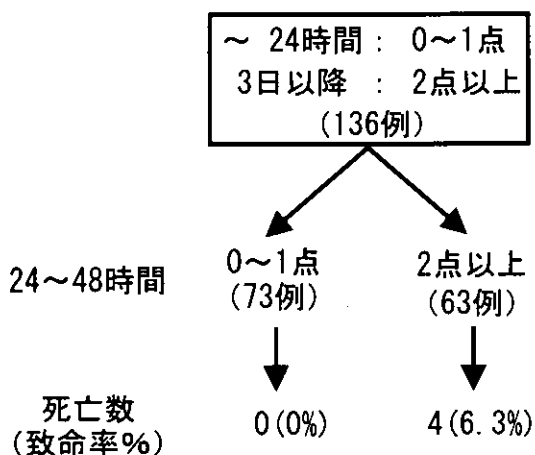 ～ 24時間 : 0～1点
3日以降 : 2点以上
(136例)
24～48時間
0～1点
(73例)
2点以上
(63例)
死亡数
(致命率%)
0(0%)
4(6.3%)